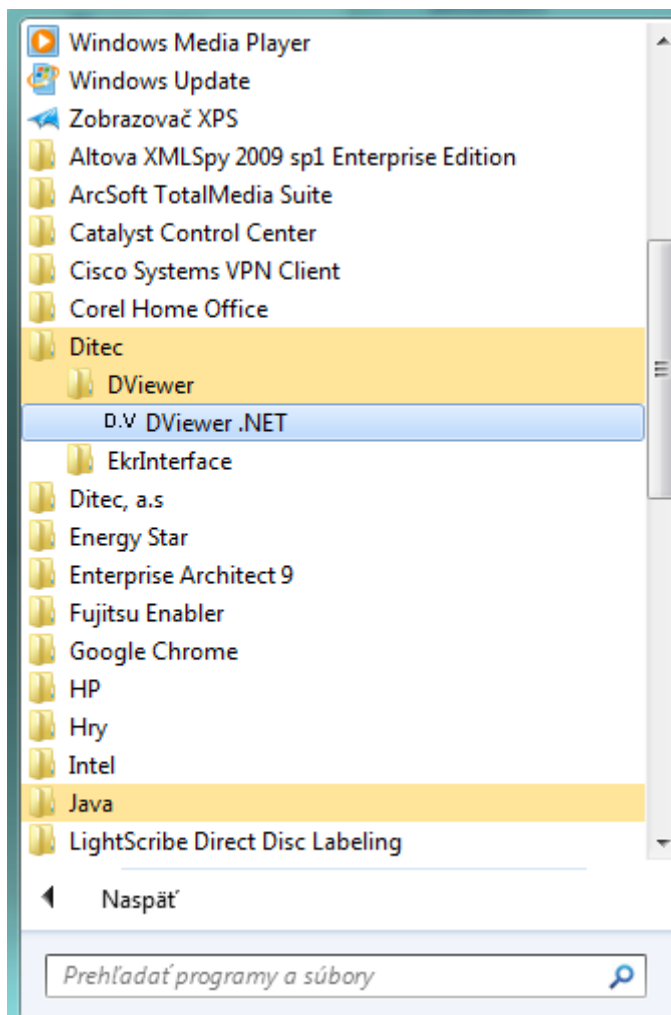 Windows Media Player
Windows Update
Zobrazovač XPS
Altova XMLSpy 2009 sp1 Enterprise Edition
ArcSoft TotalMedia Suite
Catalyst Control Center
Cisco Systems VPN Client
Corel Home Office
Ditec
DViewer
D.V DViewer .NET
EkrInterface
Ditec, a.s
Energy Star
Enterprise Architect 9
Fujitsu Enabler
Google Chrome
HP
Hry
Intel
Java
LightScribe Direct Disc Labeling
Naspäť
Prehľadať programy a súbory